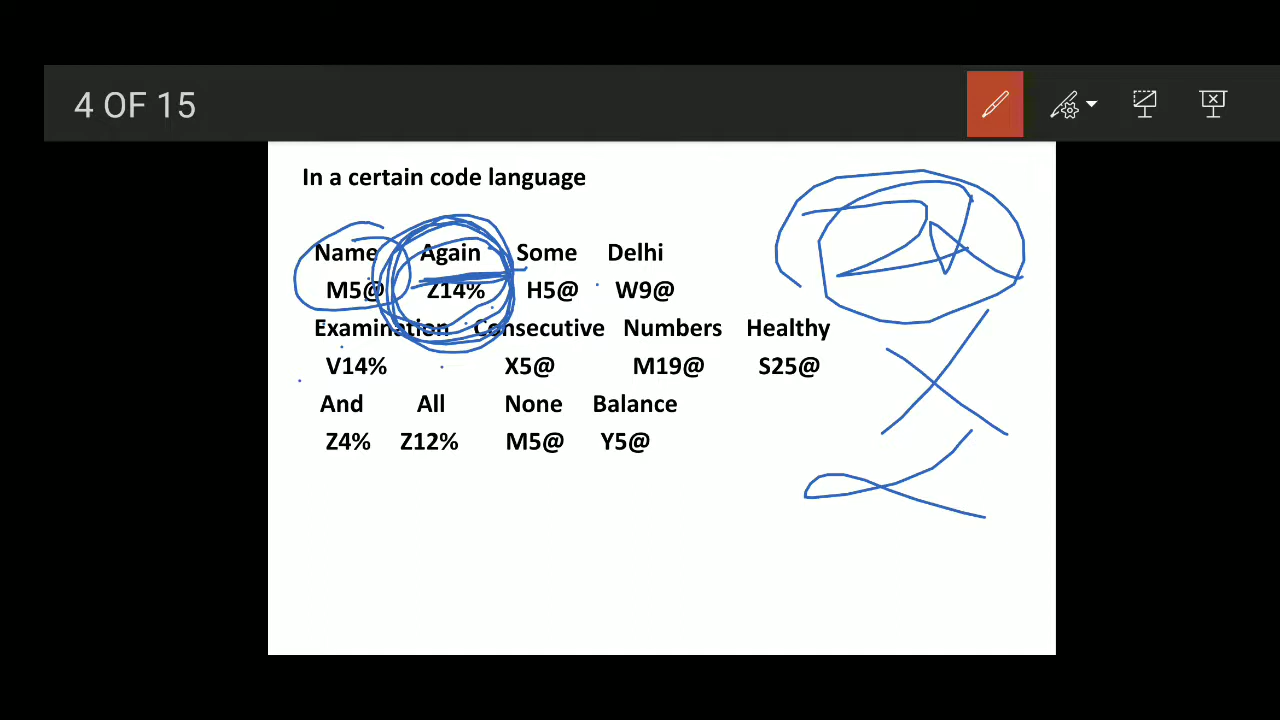 4 OF 15
In a certain code language
Name Again Some Delhi
M5@ Z14% H5@ W9@
Examination Consecutive Numbers Healthy
V14% X5@ M19@ S25@
And All None Balance
Z4% Z12% M5@ Y5@